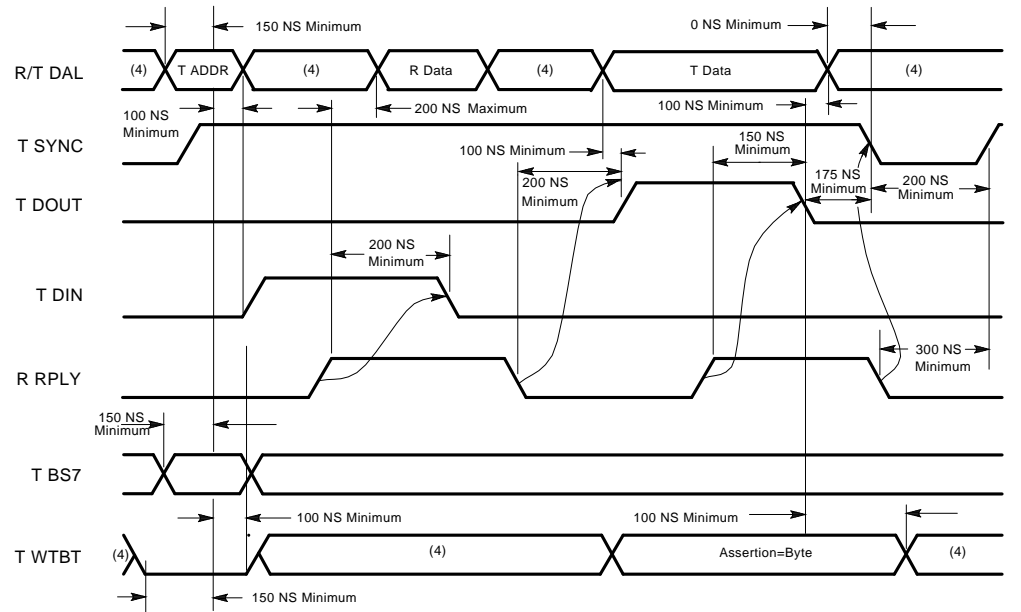 150 NS Minimum
0 NS Minimum
R/T DAL
(4)
T ADDR
(4)
R Data
(4)
T Data
(4)
100 NS
Minimum
200 NS Maximum
100 NS Minimum
T SYNC
100 NS Minimum
150 NS
Minimum
200 NS
Minimum
175 NS
Minimum
200 NS
Minimum
T DOUT
200 NS
Minimum
T DIN
300 NS
Minimum
R RPLY
150 NS
Minimum
T BS7
100 NS Minimum
100 NS Minimum
T WTBT
(4)
(4)
Assertion=Byte
(4)
150 NS Minimum